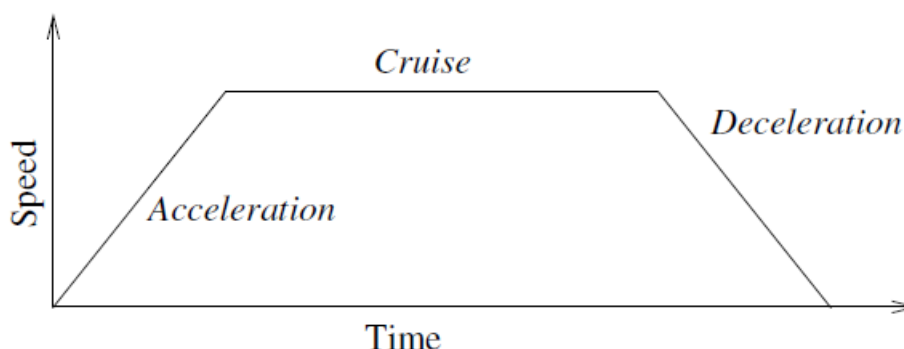 Cruise
Deceleration
Speed
Acceleration
Time